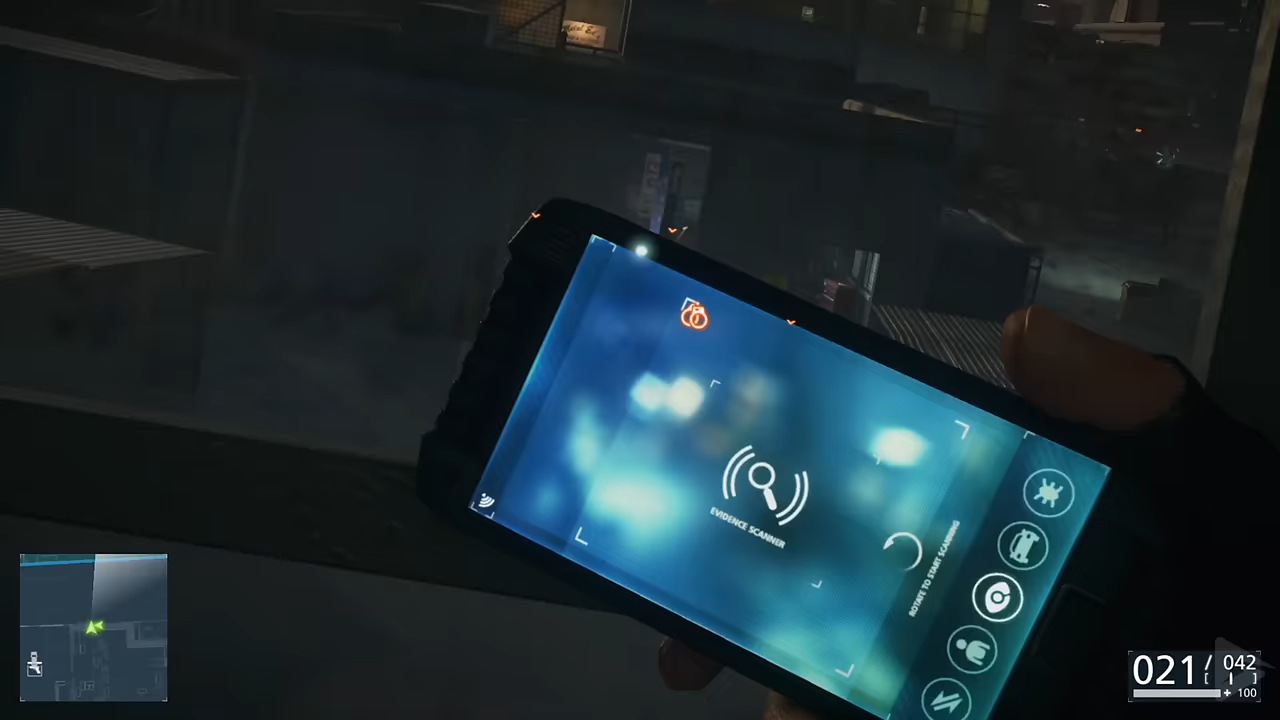 EVIDENCE SCANNER
ROTATE TO START SCANNING
021 / 042
+ 100